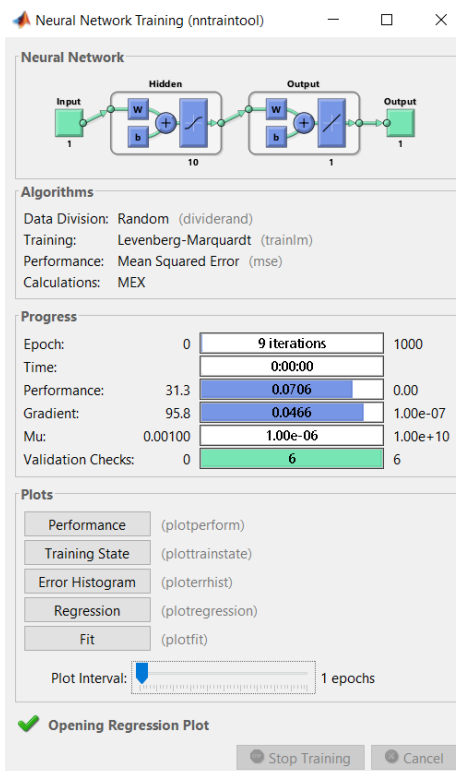 Neural Network Training (nntraintool)
Neural Network
Hidden Output
Input Output
W W
b b
1 1
10 1
Algorithms
Data Division: Random (dividerand)
Training: Levenberg-Marquardt (trainlm)
Performance: Mean Squared Error (mse)
Calculations: MEX
Progress
Epoch: 0 9 iterations 1000
Time: 0:00:00
Performance: 31.3 0.0706 0.00
Gradient: 95.8 0.0466 1.00e-07
Mu: 0.00100 1.00e-06 1.00e+10
Validation Checks: 0 6 6
Plots
Performance (plotperform)
Training State (plottrainstate)
Error Histogram (ploterrhist)
Regression (plotregression)
Fit (plotfit)
Plot Interval: 1 epochs
Opening Regression Plot
Stop Training Cancel